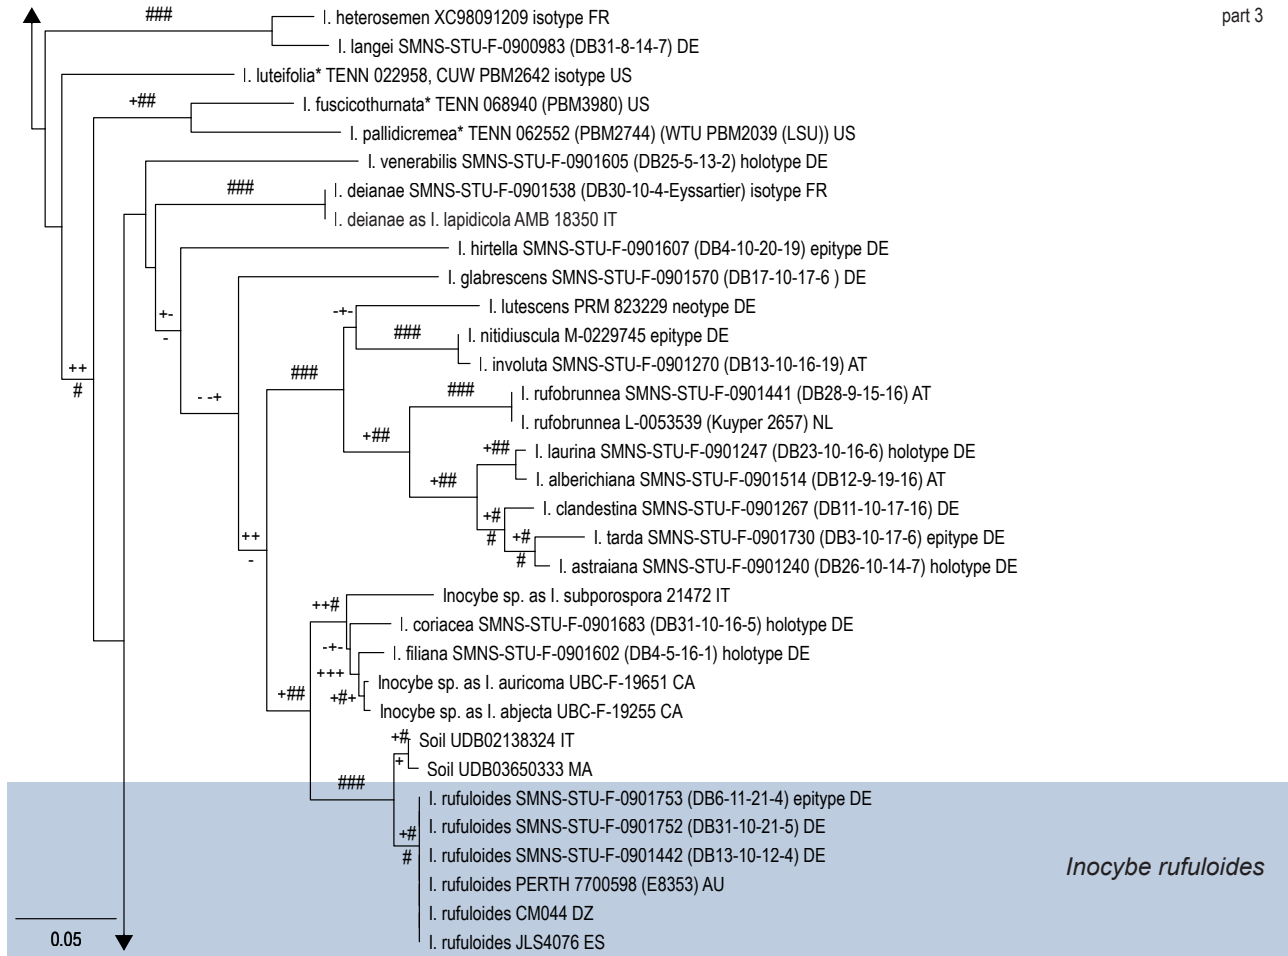 part 3
###
I. heterosemen XC98091209 isotype FR
I. langei SMNS-STU-F-0900983 (DB31-8-14-7) DE
I. luteifolia* TENN 022958, CUW PBM2642 isotype US
+##
I. fuscicothurnata* TENN 068940 (PBM3980) US
I. pallidicremea* TENN 062552 (PBM2744) (WTU PBM2039 (LSU)) US
I. venerabilis SMNS-STU-F-0901605 (DB25-5-13-2) holotype DE
###
I. deianae SMNS-STU-F-0901538 (DB30-10-4-Eyssartier) isotype FR
I. deianae as I. lapidicola AMB 18350 IT
I. hirtella SMNS-STU-F-0901607 (DB4-10-20-19) epitype DE
I. glabrescens SMNS-STU-F-0901570 (DB17-10-17-6 ) DE
-+-
I. lutescens PRM 823229 neotype DE
+-
-
###
I. nitidiuscula M-0229745 epitype DE
I. involuta SMNS-STU-F-0901270 (DB13-10-16-19) AT
++
#
###
###
I. rufobrunnea SMNS-STU-F-0901441 (DB28-9-15-16) AT
- -+
I. rufobrunnea L-0053539 (Kuyper 2657) NL
+##
+##
I. laurina SMNS-STU-F-0901247 (DB23-10-16-6) holotype DE
+##
I. alberichiana SMNS-STU-F-0901514 (DB12-9-19-16) AT
I. clandestina SMNS-STU-F-0901267 (DB11-10-17-16) DE
+#
#
I. tarda SMNS-STU-F-0901730 (DB3-10-17-6) epitype DE
+#
#
++
-
I. astraiana SMNS-STU-F-0901240 (DB26-10-14-7) holotype DE
Inocybe sp. as I. subporospora 21472 IT
++#
I. coriacea SMNS-STU-F-0901683 (DB31-10-16-5) holotype DE
-+-
I. filiana SMNS-STU-F-0901602 (DB4-5-16-1) holotype DE
+++
Inocybe sp. as I. auricoma UBC-F-19651 CA
+##
+#+
Inocybe sp. as I. abjecta UBC-F-19255 CA
+#
Soil UDB02138324 IT
+
Soil UDB03650333 MA
###
I. rufuloides SMNS-STU-F-0901753 (DB6-11-21-4) epitype DE
I. rufuloides SMNS-STU-F-0901752 (DB31-10-21-5) DE
+#
#
I. rufuloides SMNS-STU-F-0901442 (DB13-10-12-4) DE
Inocybe rufuloides
I. rufuloides PERTH 7700598 (E8353) AU
I. rufuloides CM044 DZ
I. rufuloides JLS4076 ES
0.05